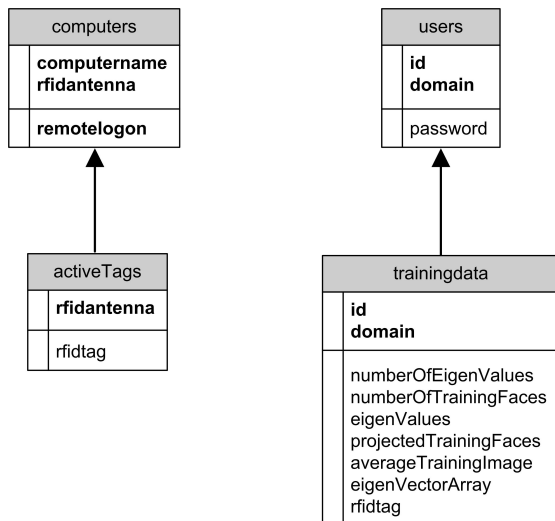 computers
computername
rfidantenna
remotelogon
users
id
domain
password
activeTags
rfidantenna
rfidtag
trainingdata
id
domain
numberOfEigenValues
numberOfTrainingFaces
eigenValues
projectedTrainingFaces
averageTrainingImage
eigenVectorArray
rfidtag